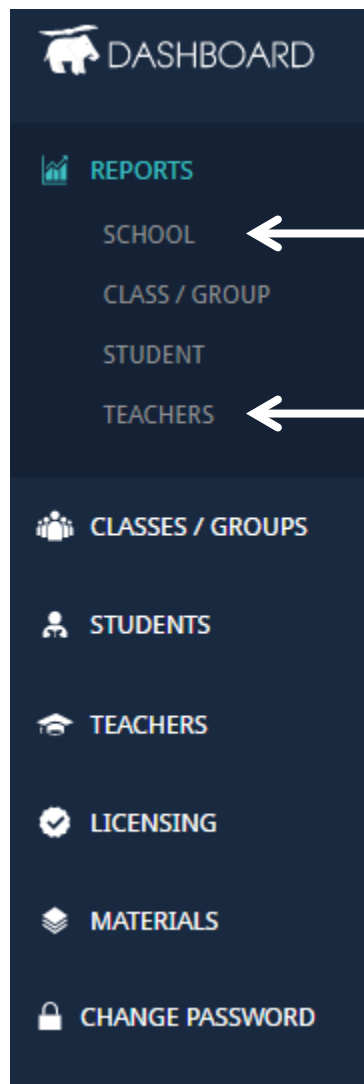 DASHBOARD
REPORTS
SCHOOL
CLASS / GROUP
STUDENT
TEACHERS
CLASSES / GROUPS
STUDENTS
TEACHERS
LICENSING
MATERIALS
CHANGE PASSWORD